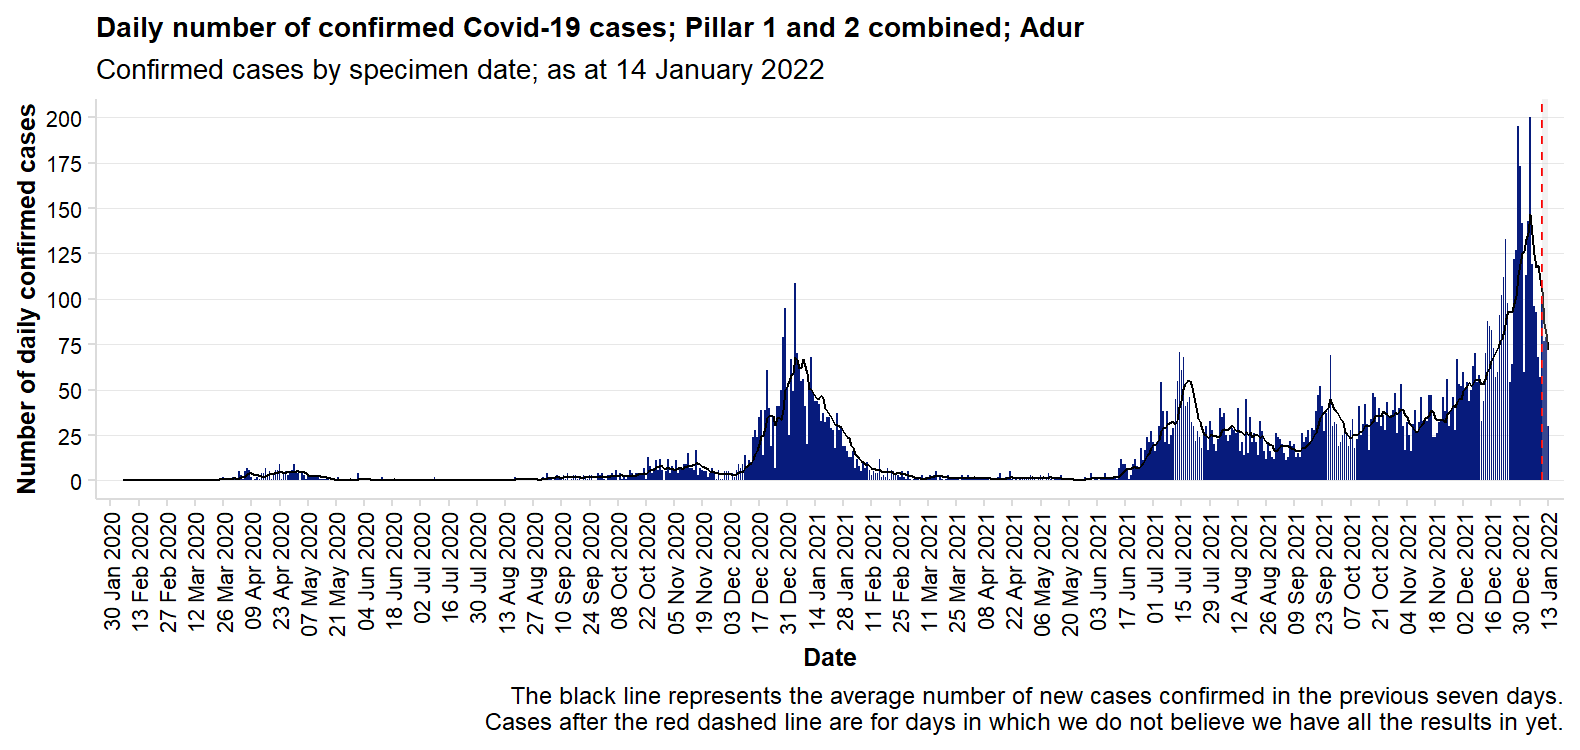 Daily number of confirmed Covid-19 cases; Pillar 1 and 2 combined; Adur
Confirmed cases by specimen date; as at 14 January 2022
Number of daily confirmed cases
200
175
150
125
100
75
50
25
0
30 Jan 2020
13 Feb 2020
27 Feb 2020
12 Mar 2020
26 Mar 2020
09 Apr 2020
23 Apr 2020
07 May 2020
21 May 2020
04 Jun 2020
18 Jun 2020
02 Jul 2020
16 Jul 2020
30 Jul 2020
13 Aug 2020
27 Aug 2020
10 Sep 2020
24 Sep 2020
08 Oct 2020
22 Oct 2020
05 Nov 2020
19 Nov 2020
03 Dec 2020
17 Dec 2020
31 Dec 2020
14 Jan 2021
28 Jan 2021
11 Feb 2021
25 Feb 2021
11 Mar 2021
25 Mar 2021
08 Apr 2021
22 Apr 2021
06 May 2021
20 May 2021
03 Jun 2021
17 Jun 2021
01 Jul 2021
15 Jul 2021
29 Jul 2021
12 Aug 2021
26 Aug 2021
09 Sep 2021
23 Sep 2021
07 Oct 2021
21 Oct 2021
04 Nov 2021
18 Nov 2021
02 Dec 2021
16 Dec 2021
30 Dec 2021
13 Jan 2022
Date
The black line represents the average number of new cases confirmed in the previous seven days.
Cases after the red dashed line are for days in which we do not believe we have all the results in yet.